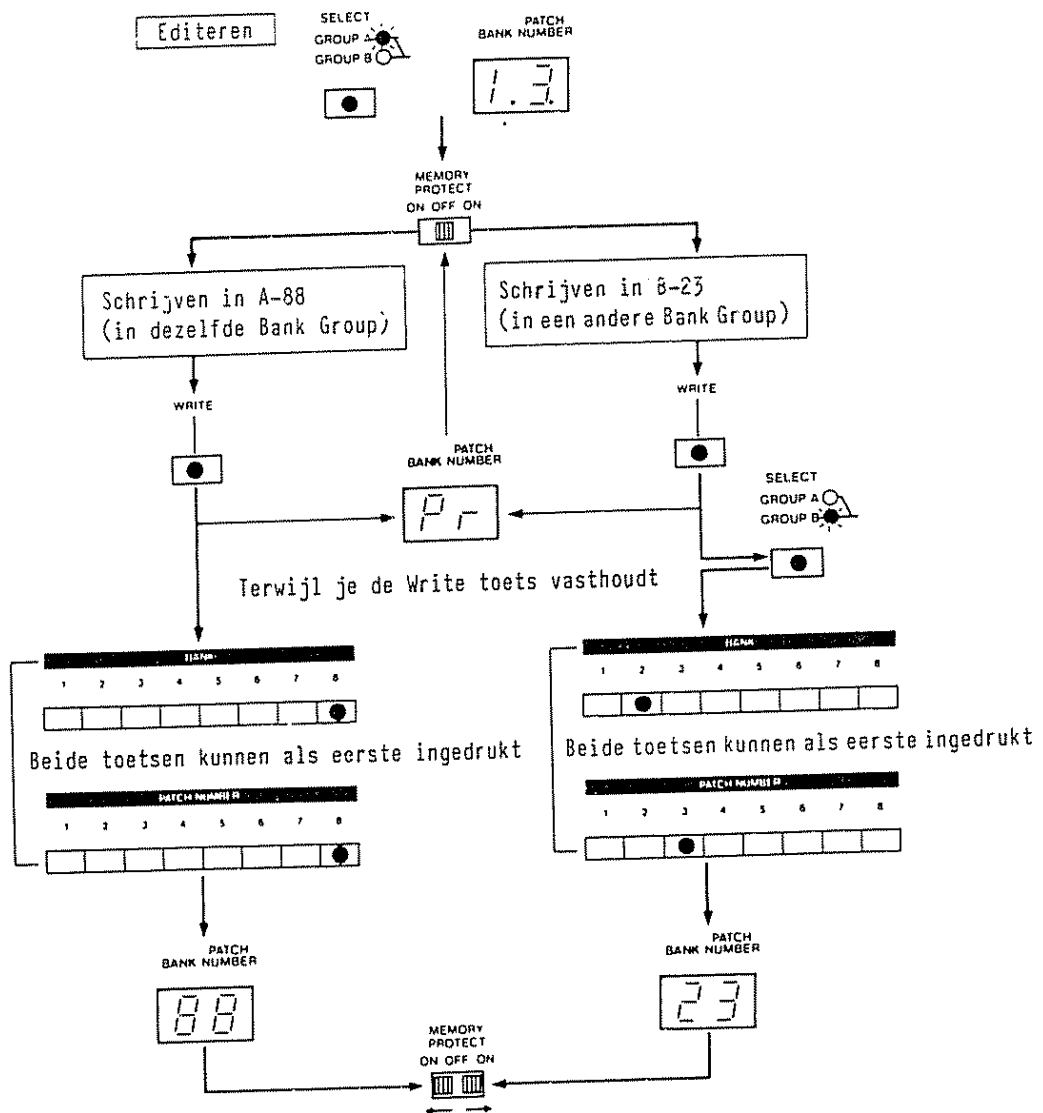 Editeren
SELECT
GROUP A
GROUP B
PATCH
BANK NUMBER
1.3.
MEMORY
PROTECT
ON OFF ON
Schrijven in A-88
(in dezelfde Bank Group)
Schrijven in B-23
(in een andere Bank Group)
WRITE
WRITE
PATCH
BANK NUMBER
Pr
SELECT
GROUP A
GROUP B
Terwijl je de Write toets vasthoudt
BANK
1 2 3 4 5 6 7 8
BANK
1 2 3 4 5 6 7 8
Beide toetsen kunnen als eerste ingedrukt
Beide toetsen kunnen als eerste ingedrukt
PATCH NUMBER
1 2 3 4 5 6 7 8
PATCH NUMBER
1 2 3 4 5 6 7 8
PATCH
BANK NUMBER
88
PATCH
BANK NUMBER
23
MEMORY
PROTECT
ON OFF ON